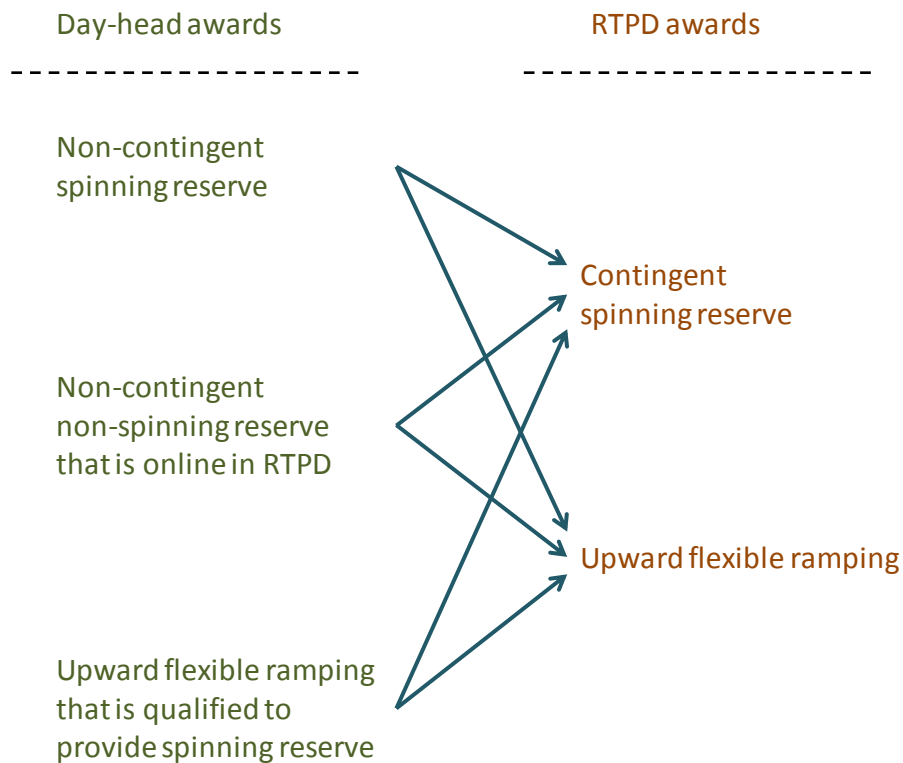 Day-head awards
RTPD awards
Non-contingent
spinning reserve
Contingent
spinning reserve
Non-contingent
non-spinning reserve
that is online in RTPD
Upward flexible ramping
Upward flexible ramping
that is qualified to
provide spinning reserve